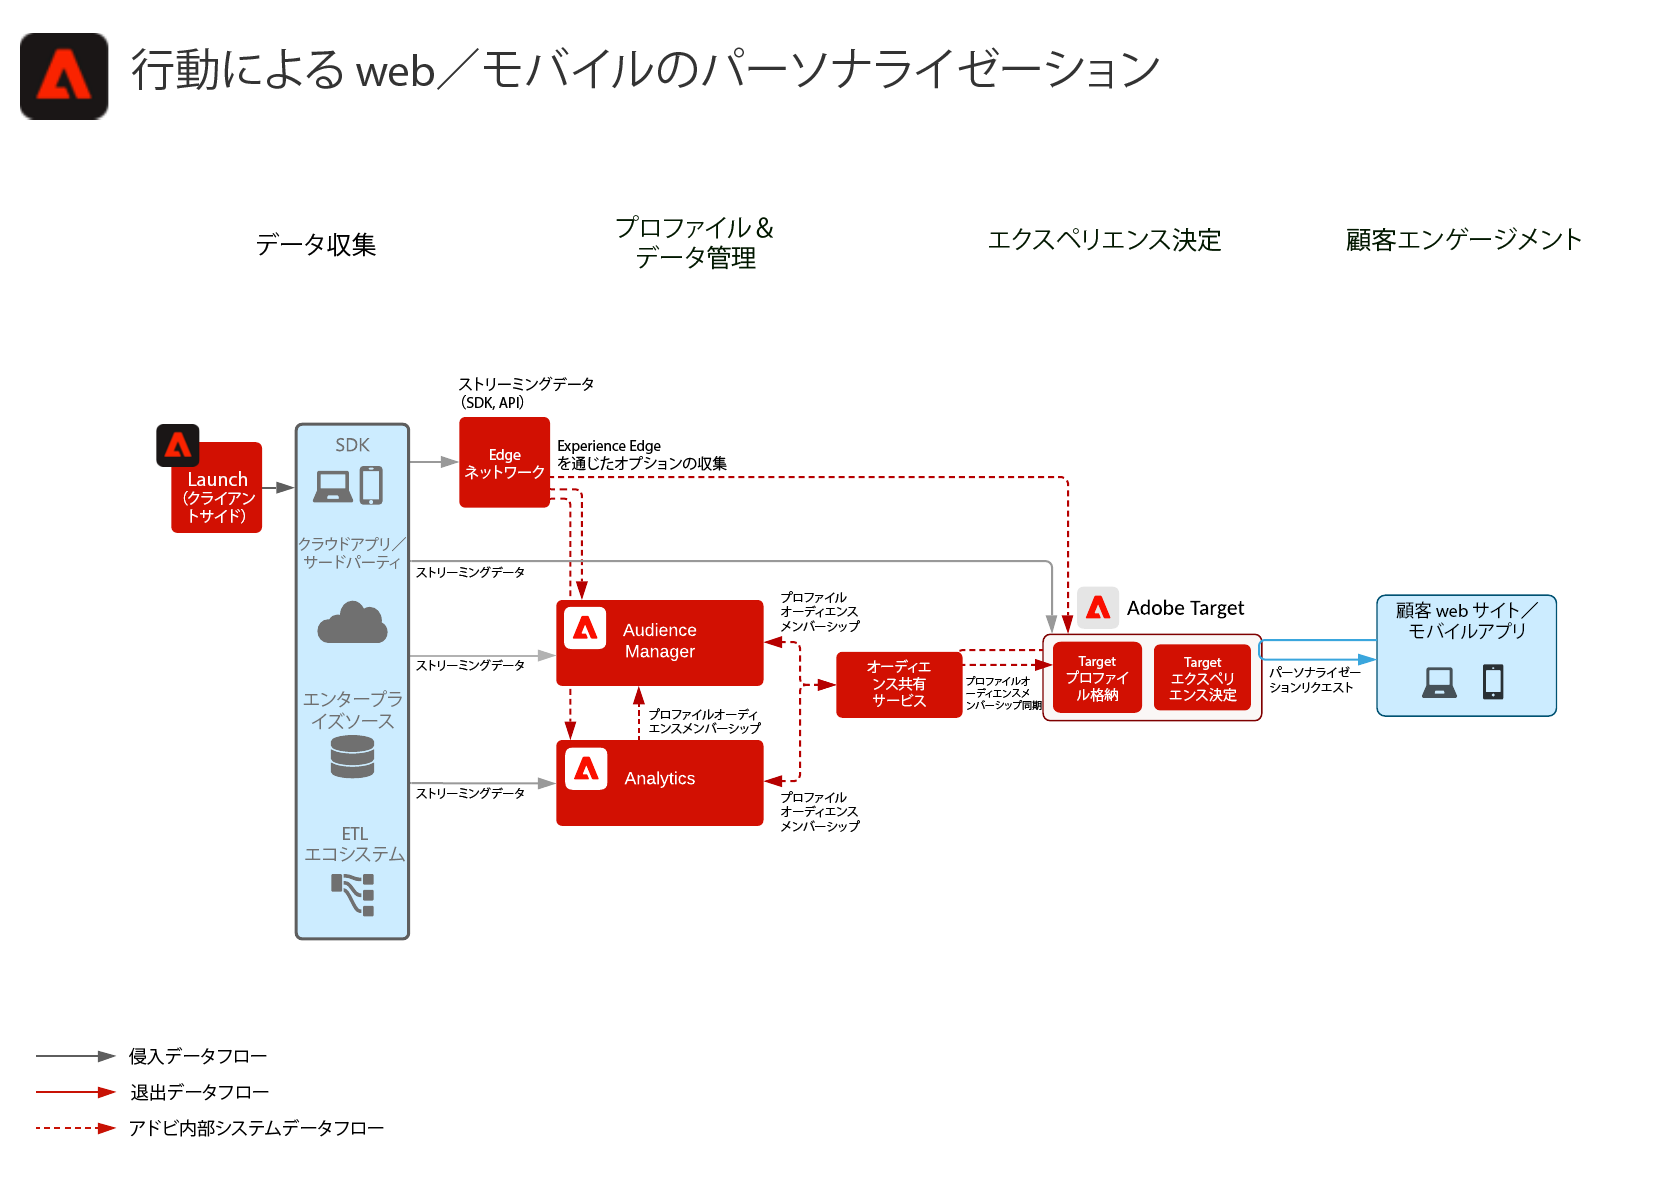 行動による web／モバイルのパーソナライゼーション
データ収集
プロファイル &
データ管理
エクスペリエンス決定
顧客エンゲージメント
ストリーミングデータ
（SDK, API）
Launch
（クライアン
トサイド）
SDK
クラウドアプリ／
サードパーティ
エンタープラ
イズソース
ETL
エコシステム
Edge
ネットワーク
Experience Edge
を通じたオプションの収集
ストリーミングデータ
ストリーミングデータ
ストリーミングデータ
Audience
Manager
プロファイルオーディ
エンスメンバーシップ
Analytics
プロファイル
オーディエンス
メンバーシップ
プロファイル
オーディエンス
メンバーシップ
オーディエ
ンス共有
サービス
プロファイルオ
ーディエンスメ
ンバーシップ同期
Adobe Target
Target
プロファイ
ル格納
Target
エクスペリ
エンス決定
パーソナライゼー
ションリクエスト
顧客 web サイト／
モバイルアプリ
侵入データフロー
退出データフロー
アドビ内部システムデータフロー